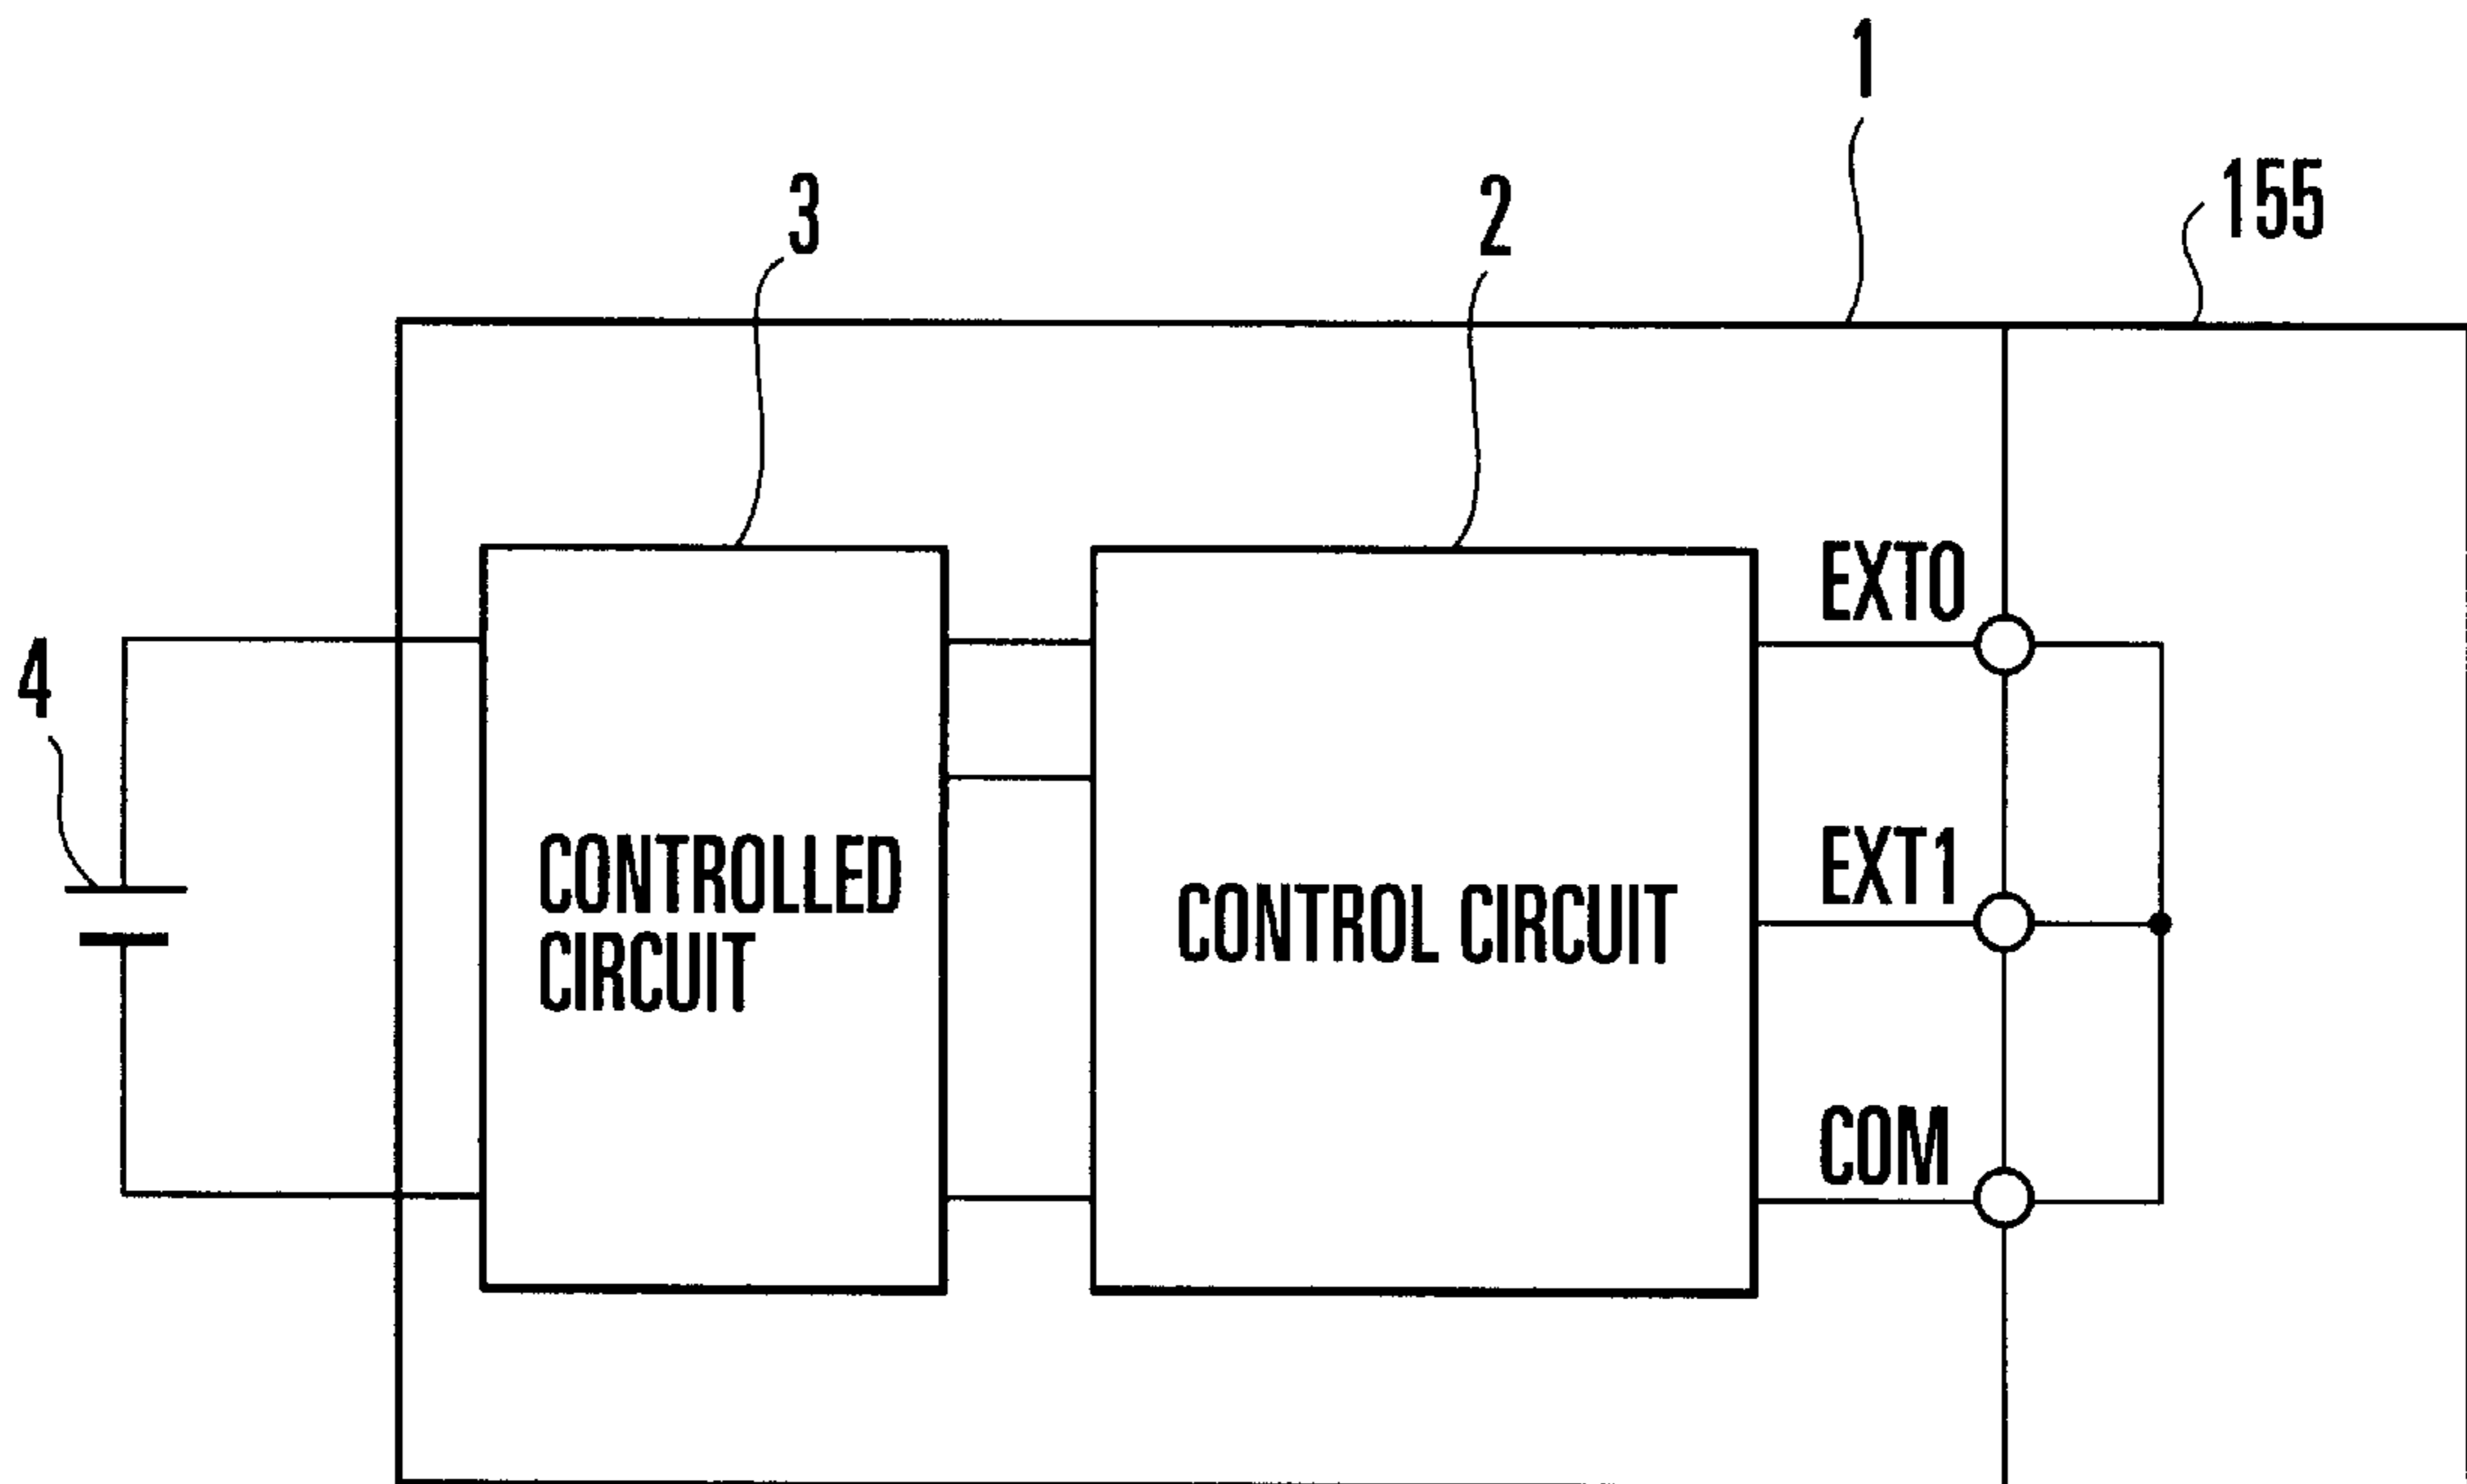 1
155
3
2
EXT0
4
EXT1
CONTROLLED
CIRCUIT
CONTROL CIRCUIT
COM